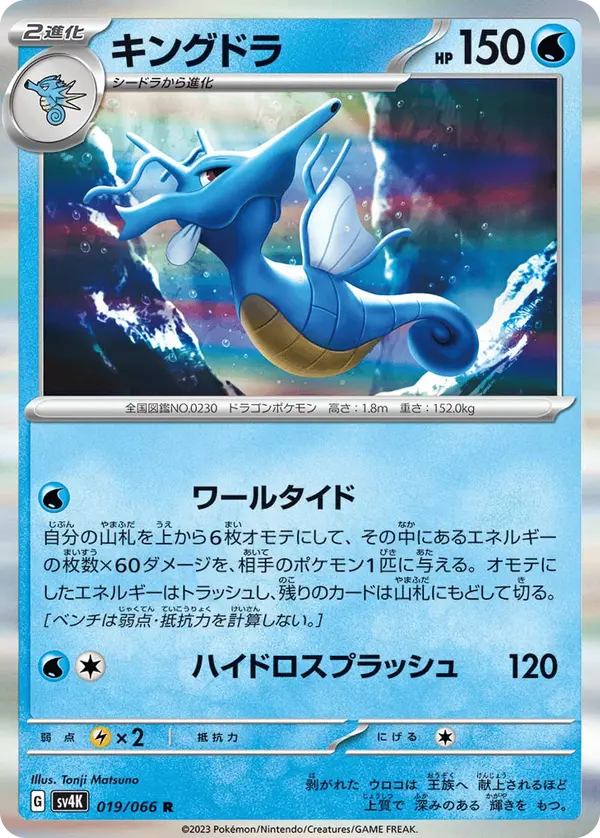 2進化 キングドラ HP 150
シードラから進化
全国図鑑NO.0230 ドラゴンポケモン 高さ:1.8m 重さ:152.0kg
ワールタイド
自分の山札を上から6枚オモテにして、その中にあるエネルギー
の枚数×60ダメージを、相手のポケモン1匹に与える。オモテに
したエネルギーはトラッシュし、残りのカードは山札にもどして切る。
[ベンチは弱点・抵抗力を計算しない。]
ハイドロスプラッシュ 120
弱点 ×2 抵抗力 にげる
Illus. Tonji Matsuno
G SV4K 019/066 R
剥がれた ウロコは 王族へ 献上されるほど
上質で 深みのある 輝きを もつ。
©2023 Pokémon/Nintendo/Creatures/GAME FREAK.